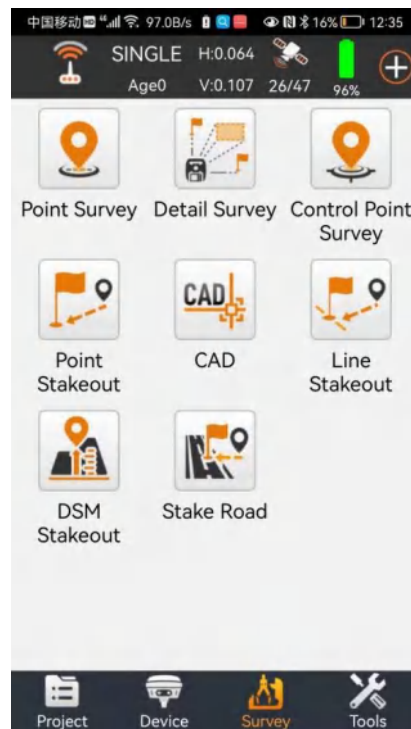 中国移动 97.0B/s 16% 12:35
SINGLE H:0.064
Age0 V:0.107 26/47 96%
Point Survey Detail Survey Control Point
Survey
CAD
Point
Stakeout CAD Line
Stakeout
DSM
Stakeout Stake Road
Project Device Survey Tools